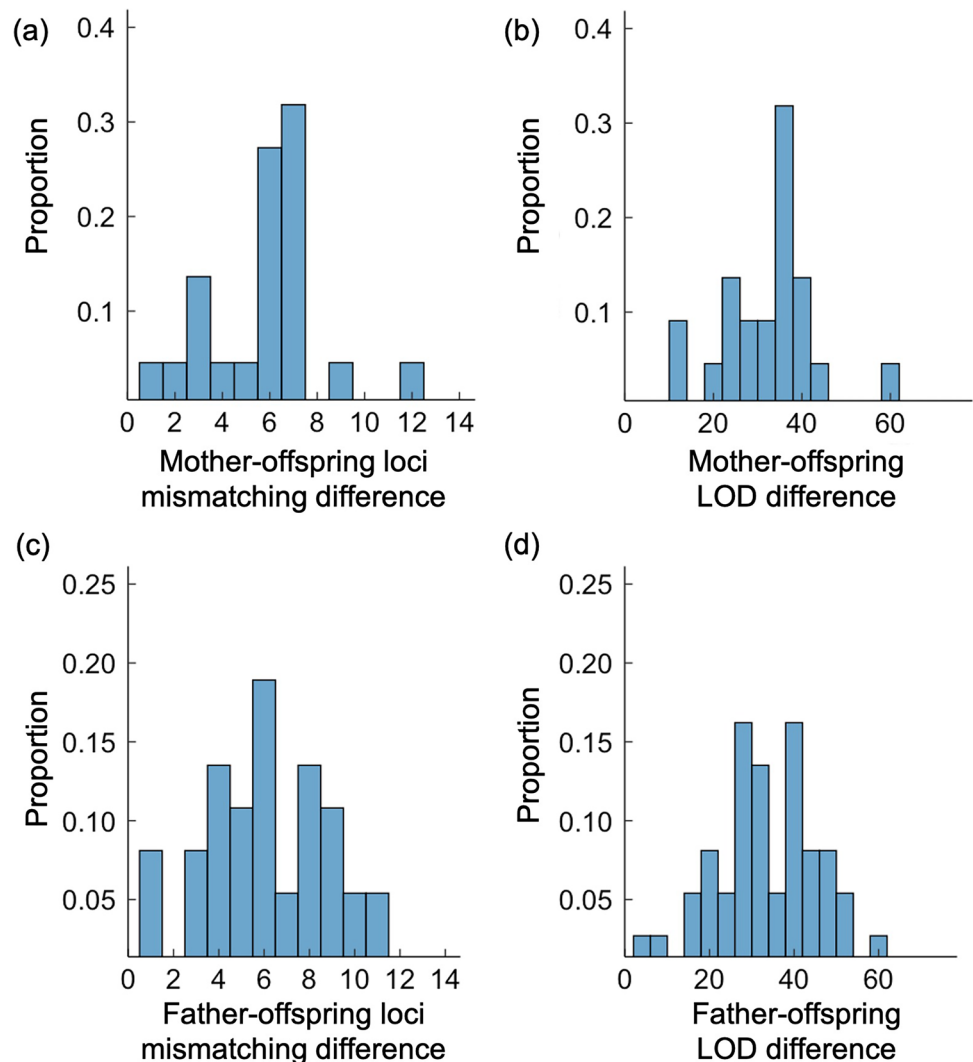 (a)
0.4
0.3
0.2
0.1
Proportion
0 2 4 6 8 10 12 14
Mother-offspring loci
mismatching difference
(b)
0.4
0.3
0.2
0.1
Proportion
0 20 40 60
Mother-offspring
LOD difference
(c)
0.25
0.20
0.15
0.10
0.05
Proportion
0 2 4 6 8 10 12 14
Father-offspring loci
mismatching difference
(d)
0.25
0.20
0.15
0.10
0.05
Proportion
0 20 40 60
Father-offspring
LOD difference